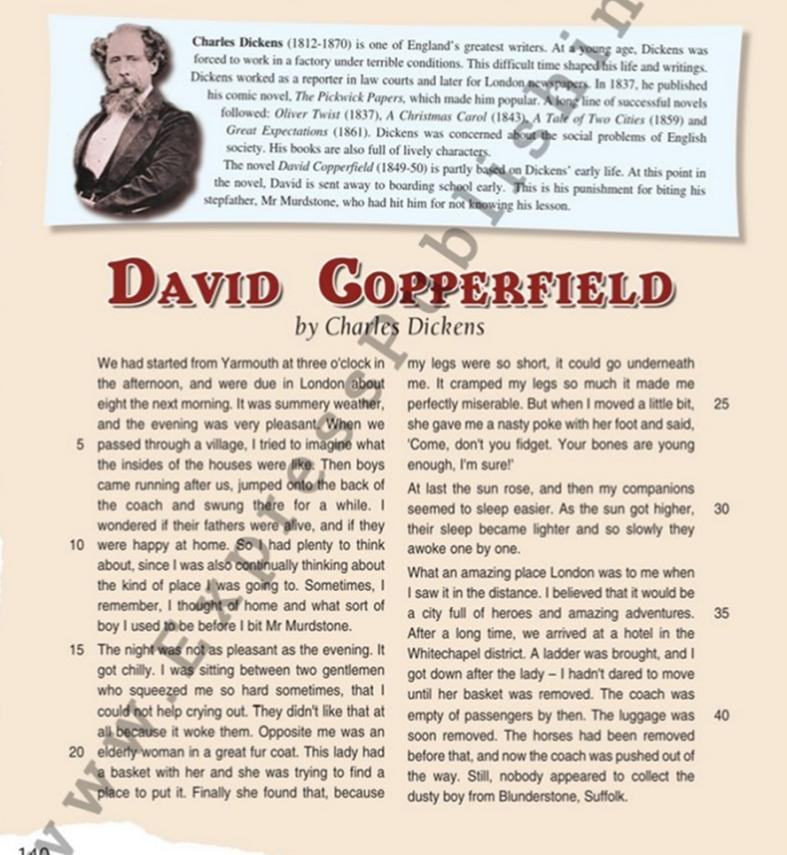 Charles Dickens (1812-1870) is one of England's greatest writers. At a young age, Dickens was
forced to work in a factory under terrible conditions. This difficult time shaped his life and writings.
Dickens worked as a reporter in law courts and later for London newspapers. In 1837, he published
his comic novel, The Pickwick Papers, which made him popular. A long line of successful novels
followed: Oliver Twist (1837), A Christmas Carol (1843), A Tale of Two Cities (1859) and
Great Expectations (1861). Dickens was concerned about the social problems of English
society. His books are also full of lively characters.
The novel David Copperfield (1849-50) is partly based on Dickens' early life. At this point in
the novel, David is sent away to boarding school early. This is his punishment for biting his
stepfather, Mr Murdstone, who had hit him for not knowing his lesson.
DAVID COPPERFIELD
by Charles Dickens
We had started from Yarmouth at three o'clock in
the afternoon, and were due in London about
eight the next morning. It was summery weather,
and the evening was very pleasant. When we
5 passed through a village, I tried to imagine what
the insides of the houses were like. Then boys
came running after us, jumped onto the back of
the coach and swung there for a while. I
wondered if their fathers were alive, and if they
10 were happy at home. So I had plenty to think
about, since I was also continually thinking about
the kind of place I was going to. Sometimes, I
remember, I thought of home and what sort of
boy I used to be before I bit Mr Murdstone.
15 The night was not as pleasant as the evening. It
got chilly. I was sitting between two gentlemen
who squeezed me so hard sometimes, that I
could not help crying out. They didn't like that at
all because it woke them. Opposite me was an
20 elderly woman in a great fur coat. This lady had
a basket with her and she was trying to find a
place to put it. Finally she found that, because
my legs were so short, it could go underneath
me. It cramped my legs so much it made me
perfectly miserable. But when I moved a little bit, 25
she gave me a nasty poke with her foot and said,
'Come, don't you fidget. Your bones are young
enough, I'm sure!'
At last the sun rose, and then my companions
seemed to sleep easier. As the sun got higher, 30
their sleep became lighter and so slowly they
awoke one by one.
What an amazing place London was to me when
I saw it in the distance. I believed that it would be
a city full of heroes and amazing adventures. 35
After a long time, we arrived at a hotel in the
Whitechapel district. A ladder was brought, and I
got down after the lady – I hadn't dared to move
until her basket was removed. The coach was
empty of passengers by then. The luggage was 40
soon removed. The horses had been removed
before that, and now the coach was pushed out of
the way. Still, nobody appeared to collect the
dusty boy from Blunderstone, Suffolk.
140
www.ExpressPublishin